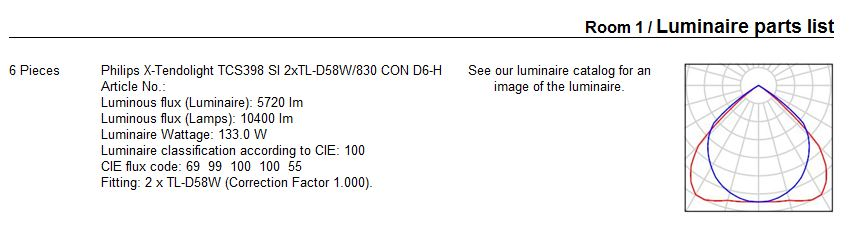 Room 1 / Luminaire parts list
6 Pieces
Philips X-Tendolight TCS398 SI 2xTL-D58W/830 CON D6-H
Article No.:
Luminous flux (Luminaire): 5720 lm
Luminous flux (Lamps): 10400 lm
Luminaire Wattage: 133.0 W
Luminaire classification according to CIE: 100
CIE flux code: 69  99  100  100  55
Fitting: 2 x TL-D58W (Correction Factor 1.000).
See our luminaire catalog for an
image of the luminaire.